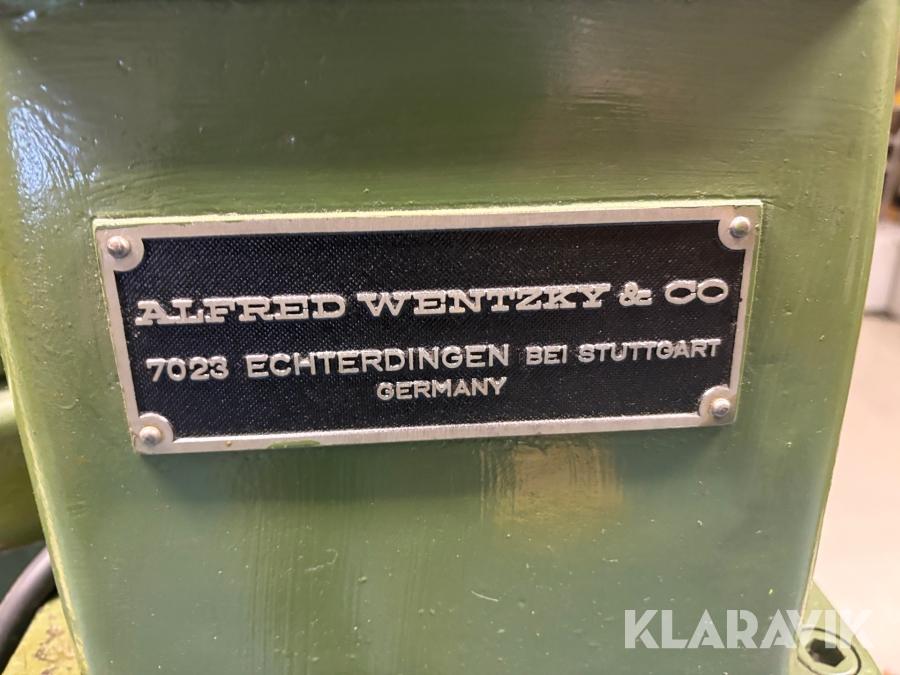 ALFRED WENTZKY & CO
7023 ECHTERDINGEN BEI STUTTGART
GERMANY
KLARAVIK